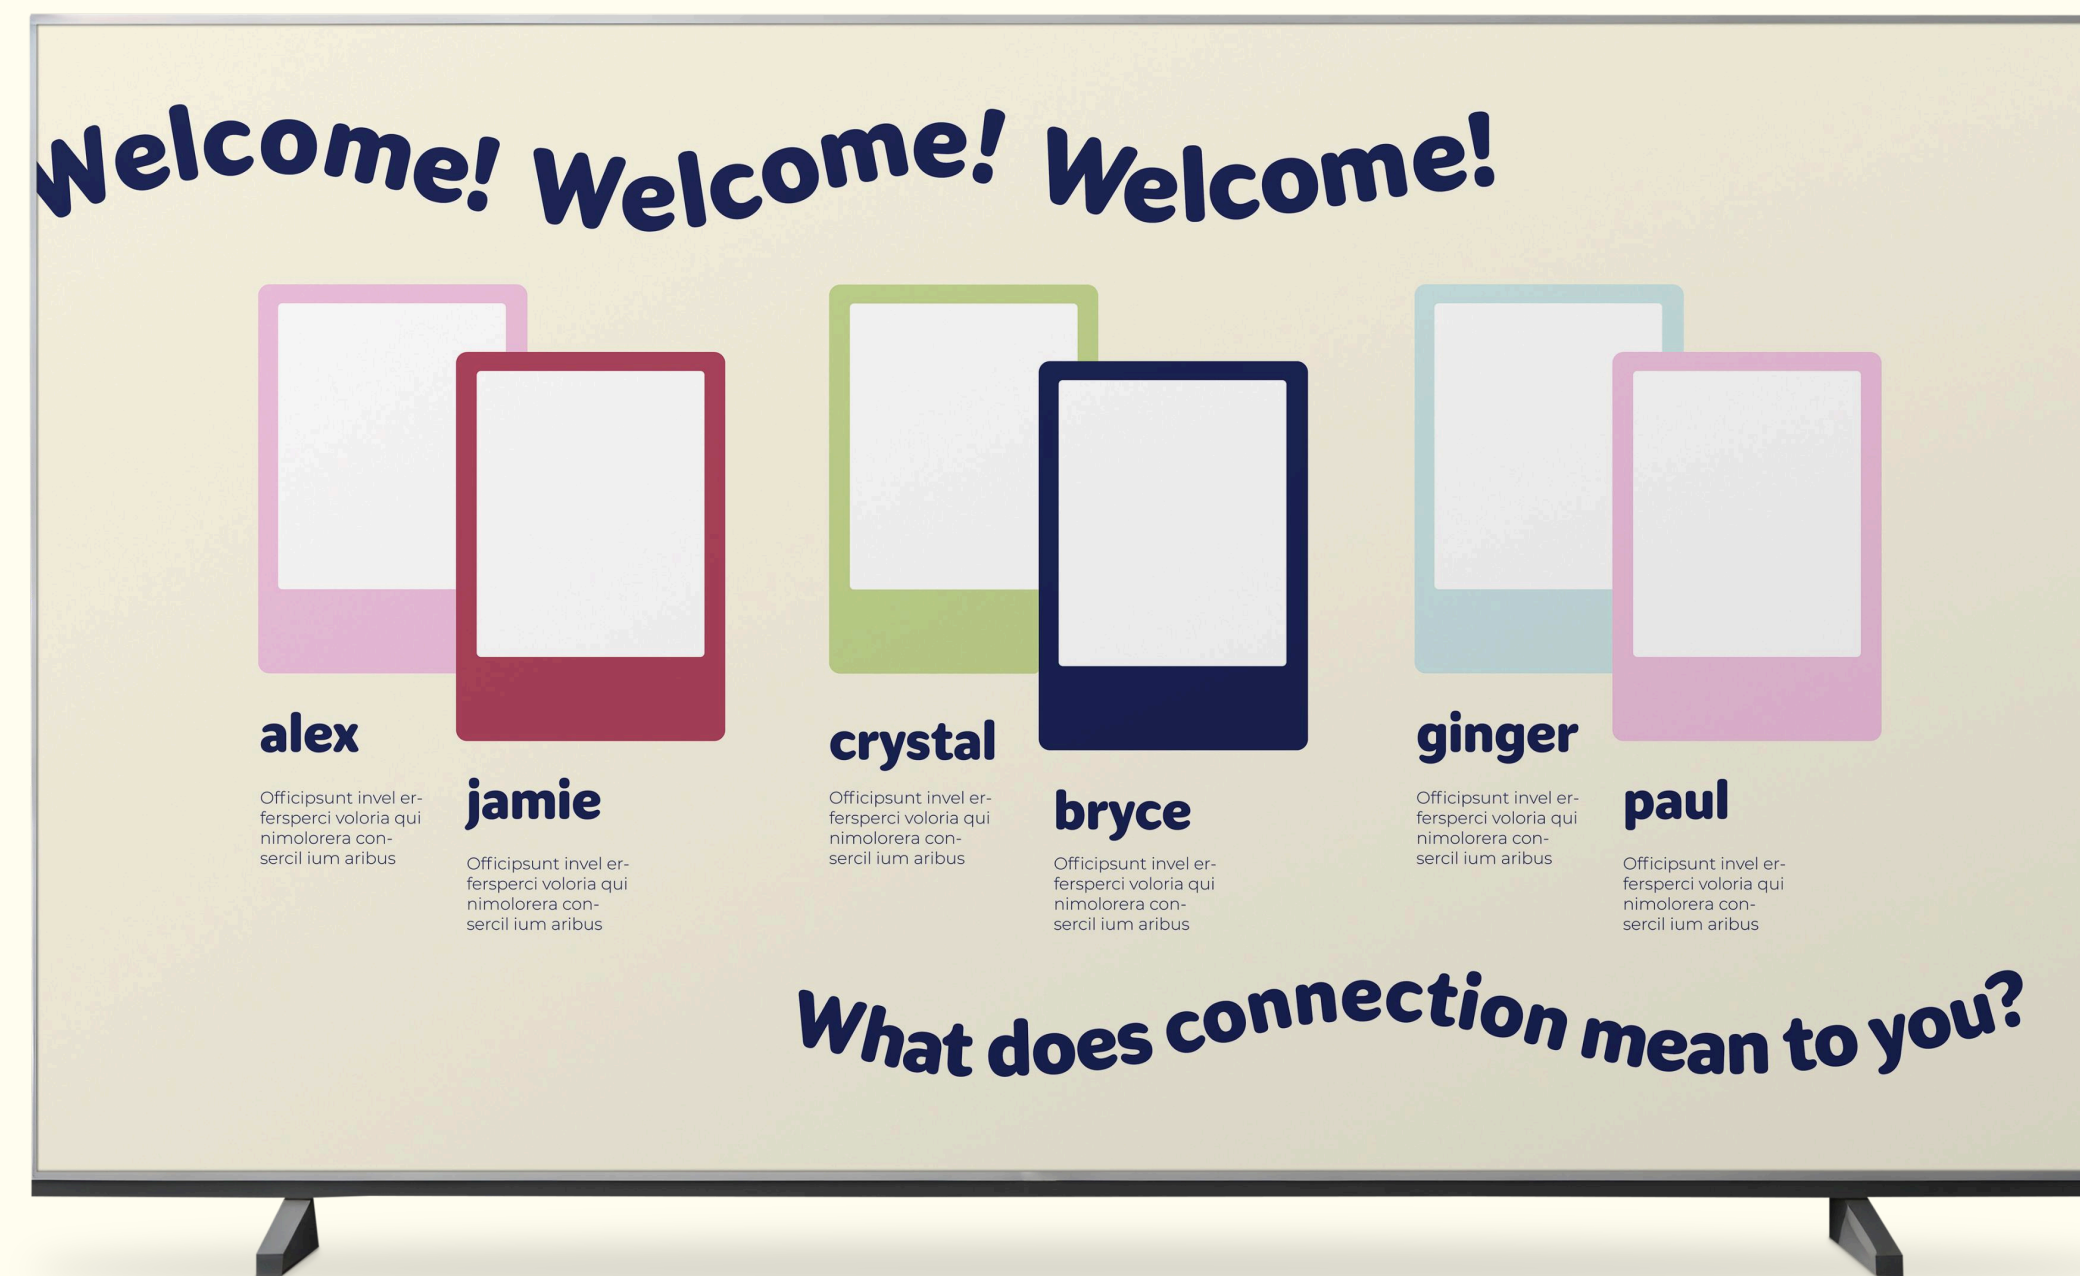 Welcome! Welcome! Welcome!
alex
Officipsunt invel er-
fersperci voloria qui
nimolorera con-
sercil ium aribus
jamie
Officipsunt invel er-
fersperci voloria qui
nimolorera con-
sercil ium aribus
crystal
Officipsunt invel er-
fersperci voloria qui
nimolorera con-
sercil ium aribus
bryce
Officipsunt invel er-
fersperci voloria qui
nimolorera con-
sercil ium aribus
ginger
Officipsunt invel er-
fersperci voloria qui
nimolorera con-
sercil ium aribus
paul
Officipsunt invel er-
fersperci voloria qui
nimolorera con-
sercil ium aribus
What does connection mean to you?